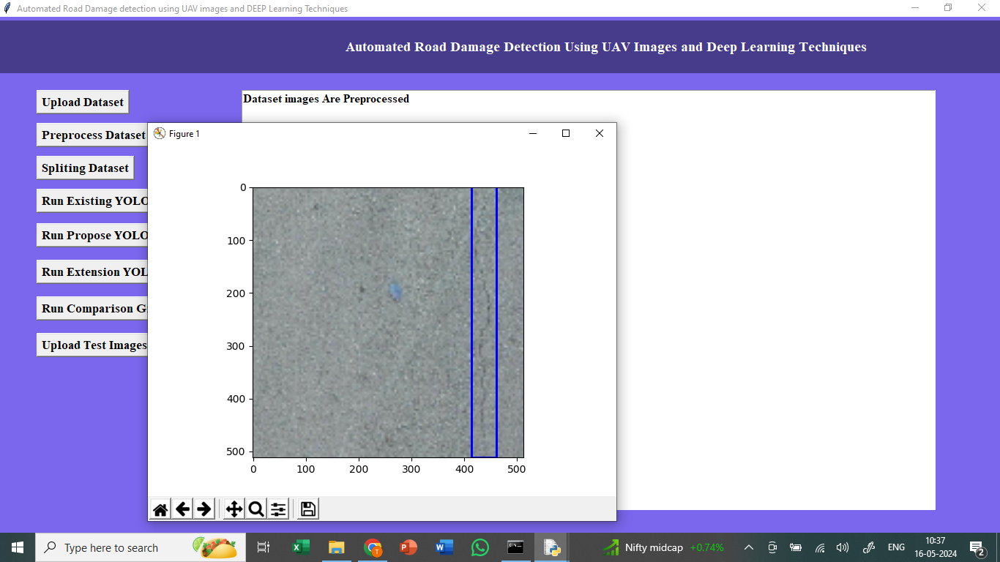 Automated Road Damage detection using UAV images and DEEP Learning Techniques
Automated Road Damage Detection Using UAV Images and Deep Learning Techniques
Upload Dataset
Dataset images Are Preprocessed
Preprocess Dataset
Figure 1
Spliting Dataset
Run Existing YOLO
Run Propose YOLO
Run Extension YOL
Run Comparison G
Upload Test Images
0
100
200
300
400
500
0 100 200 300 400 500
Type here to search
Nifty midcap +0.74%
ENG
10:37
16-05-2024
2